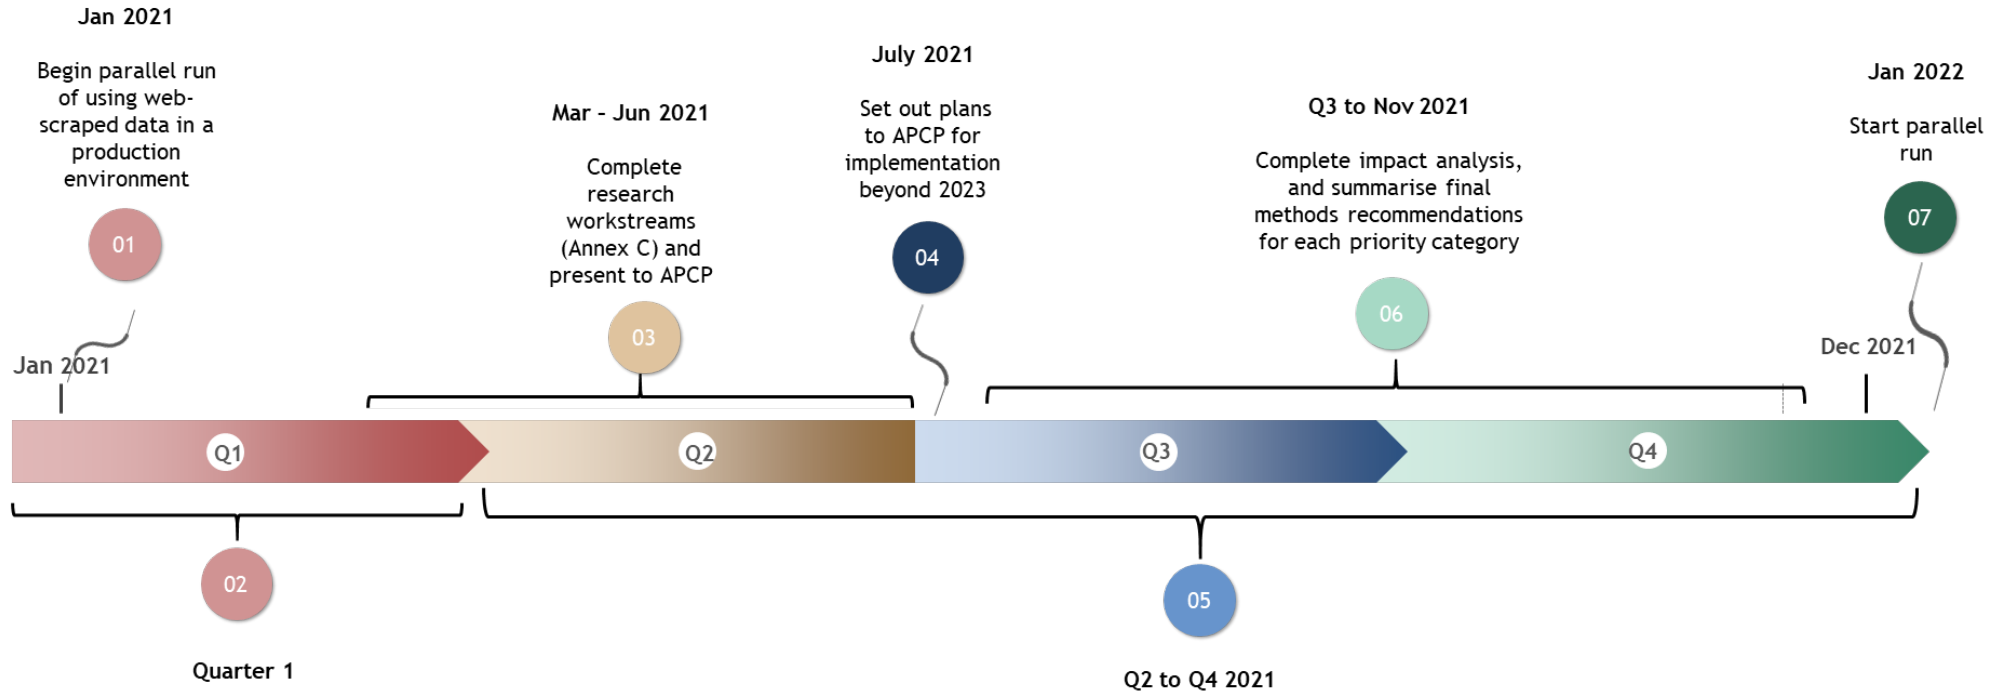 Jan 2021
Begin parallel run
of using web-
scraped data in a
production
environment
01
Mar – Jun 2021
Complete
research
workstreams
(Annex C) and
present to APCP
03
July 2021
Set out plans
to APCP for
implementation
beyond 2023
04
Q3 to Nov 2021
Complete impact analysis,
and summarise final
methods recommendations
for each priority category
06
Jan 2022
Start parallel
run
07
Jan 2021
Dec 2021
Q1
Q2
Q3
Q4
02
Quarter 1
05
Q2 to Q4 2021